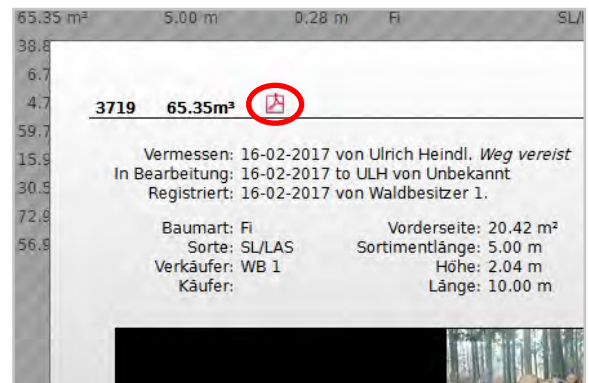 65.35 m³ 5.00 m 0.28 m Fi SL/
38.8
6.7
4.7
3719 65.35m³
59.7
Vermessen: 16-02-2017 von Ulrich Heindl. Weg vereist
15.9
In Bearbeitung: 16-02-2017 to ULH von Unbekannt
30.5
Registriert: 16-02-2017 von Waldbesitzer 1.
72.9
Baumart: Fi Vorderseite: 20.42 m²
56.9
Sorte: SL/LAS Sortimentlänge: 5.00 m
Verkäufer: WB 1 Höhe: 2.04 m
Käufer: Länge: 10.00 m